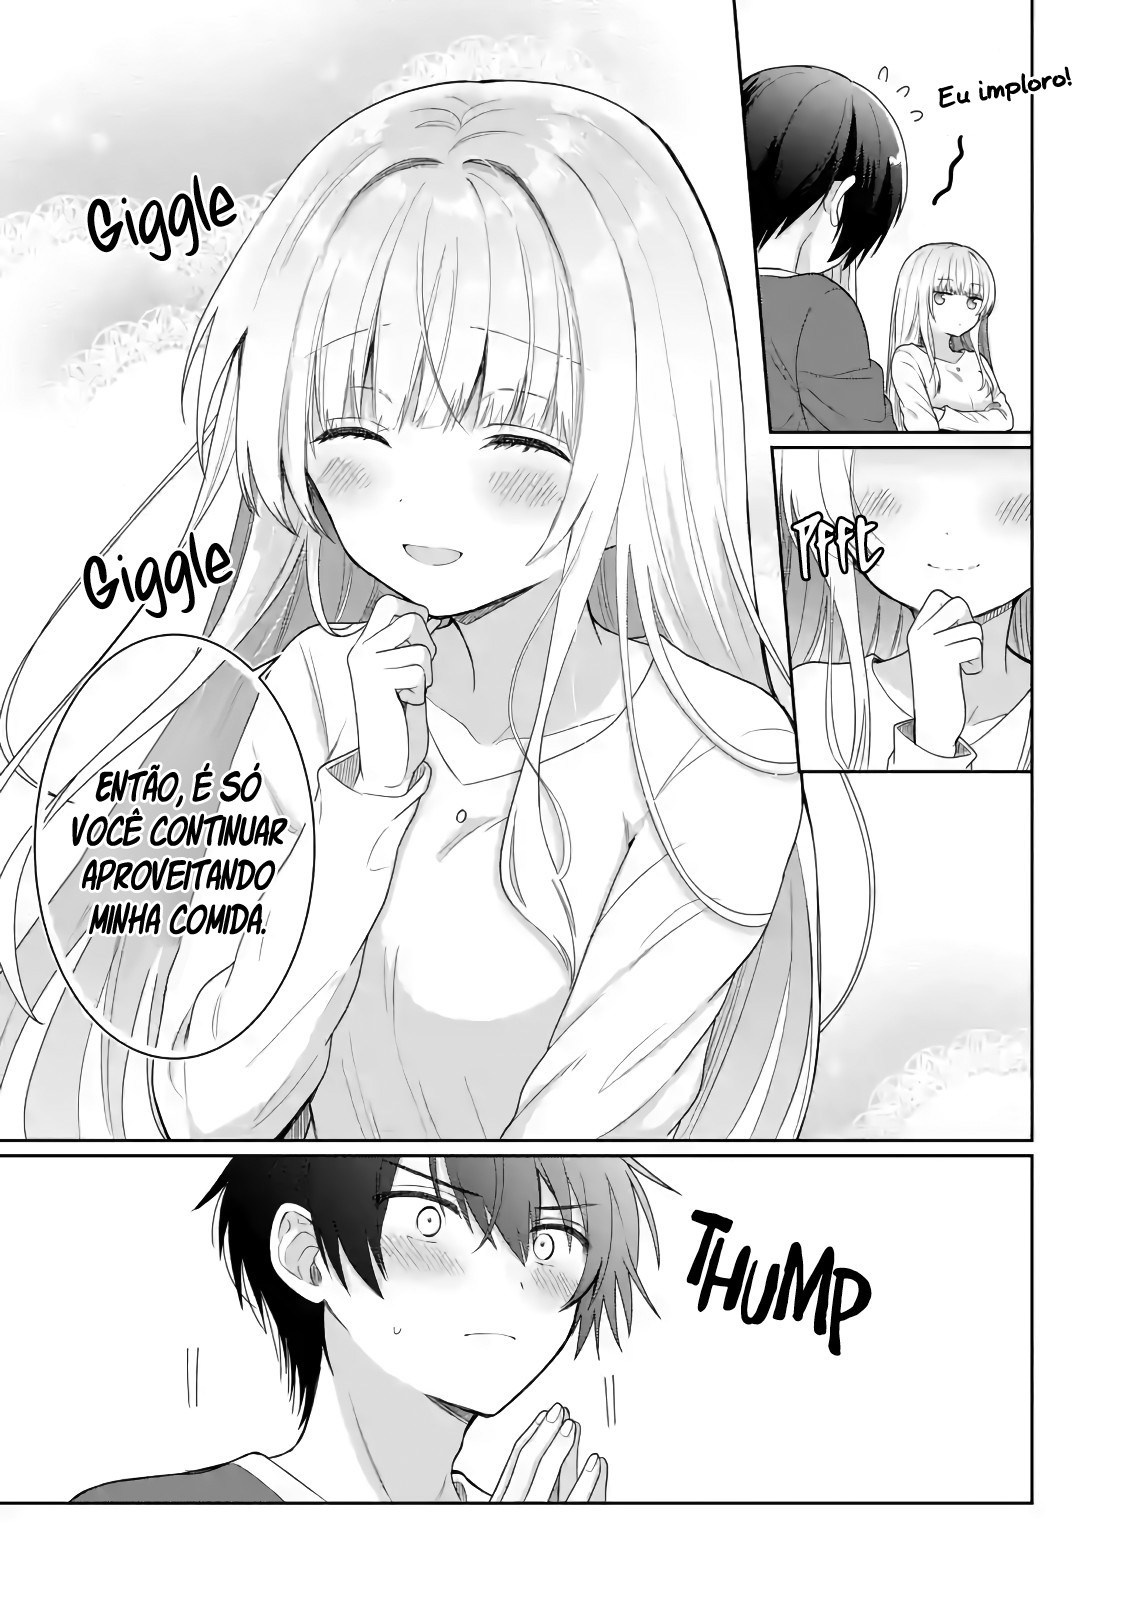 Eu imploro!
PFFT
Giggle
Giggle
ENTÃO, É SÓ
VOCÊ CONTINUAR
APROVEITANDO
MINHA COMIDA.
THUMP